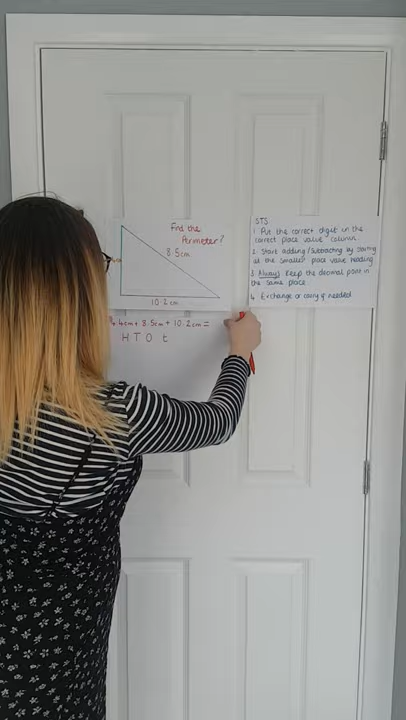 Find the
Perimeter?
8.5cm
10.2cm
4cm + 8.5cm + 10.2cm =
H T O t
STS
1. Put the correct digit in the
correct place value column
2. Start adding/subtracting by starting
at the smallest place value heading
3 Always keep the decimal point in
the same place
4. Exchange or carry if needed